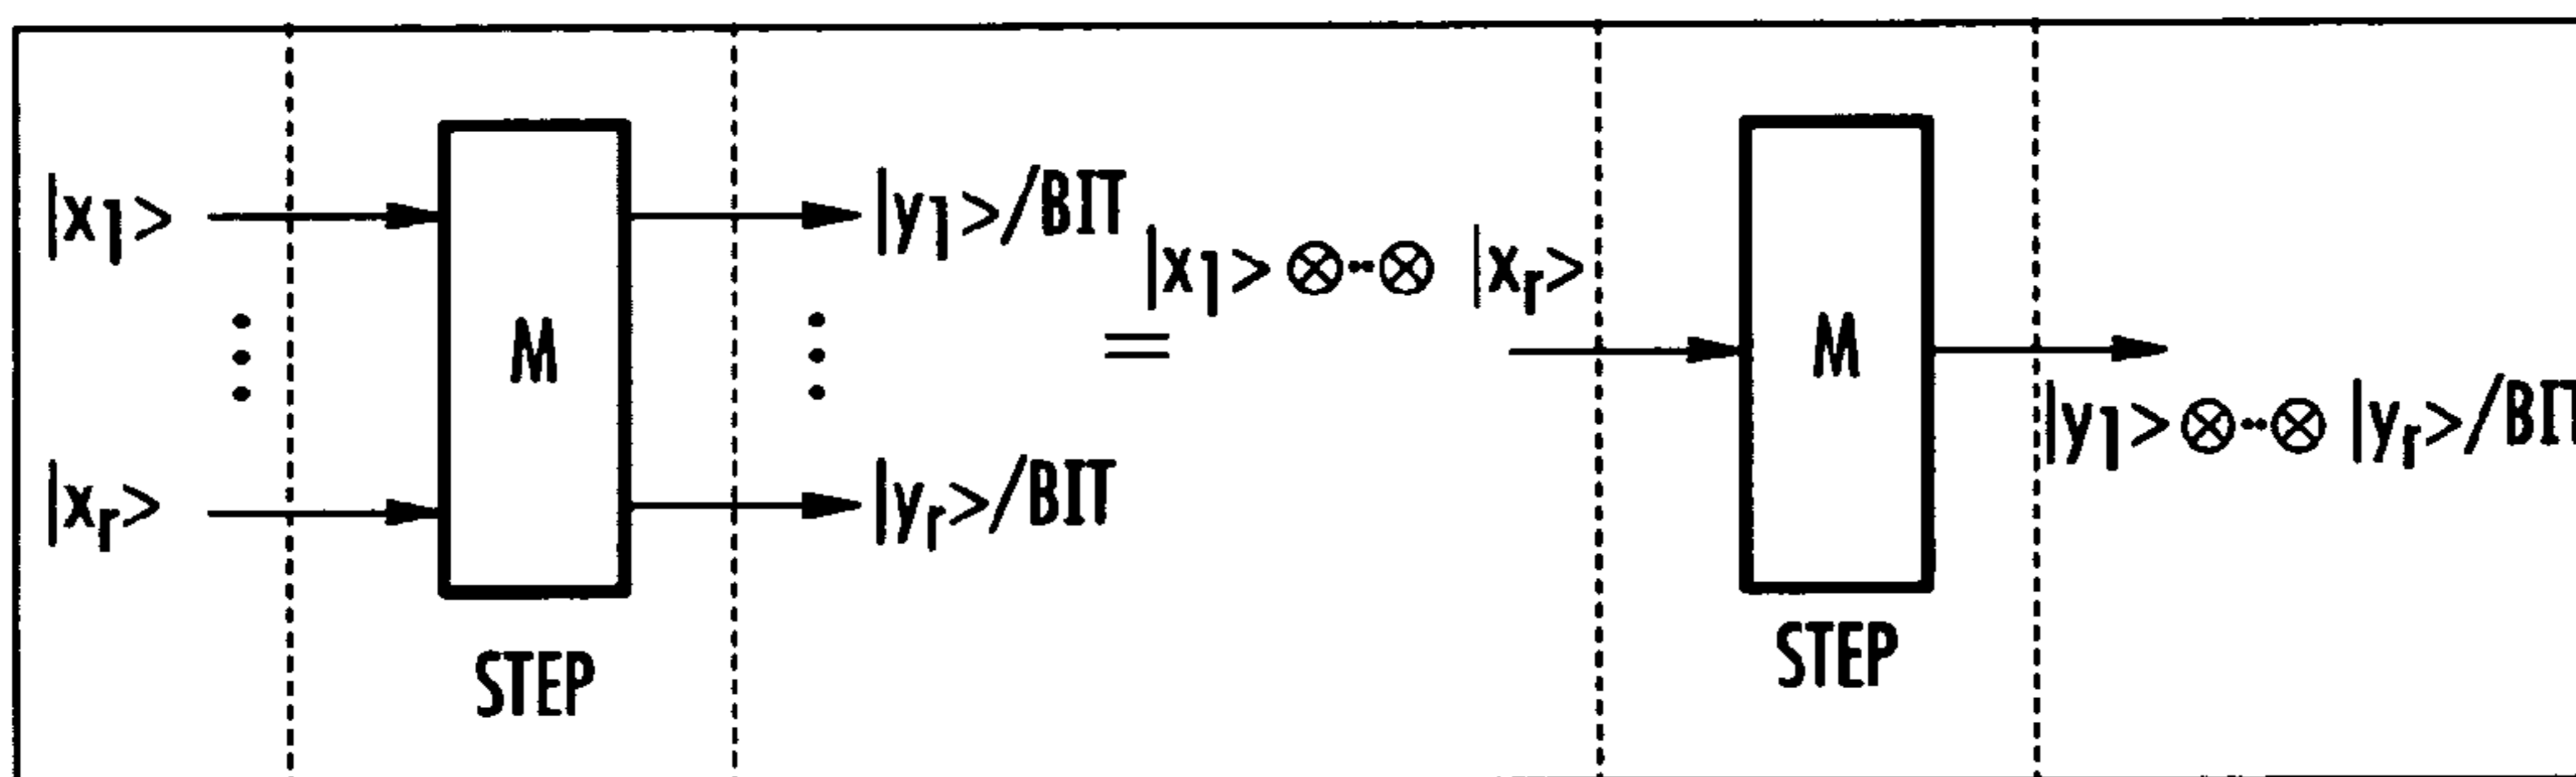 |x1> M |y1>/BIT
|xr> |yr>/BIT
STEP
=
|x1> ⊗··⊗ |xr> M |y1> ⊗··⊗ |yr>/BIT
STEP